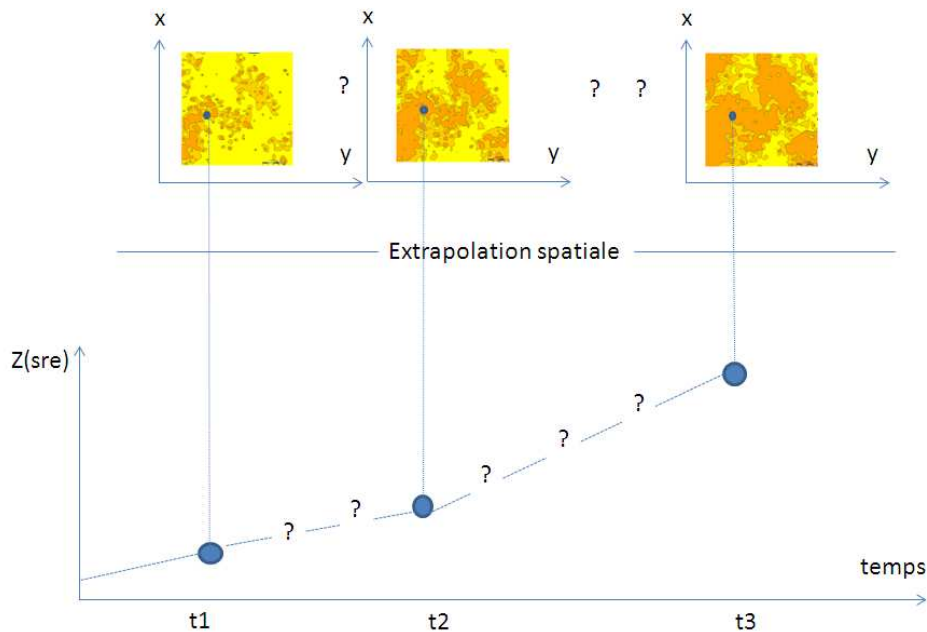 x
x
x
?
? ?
y
y
y
Extrapolation spatiale
Z(sre)
?
?
?
?
?
temps
t1
t2
t3